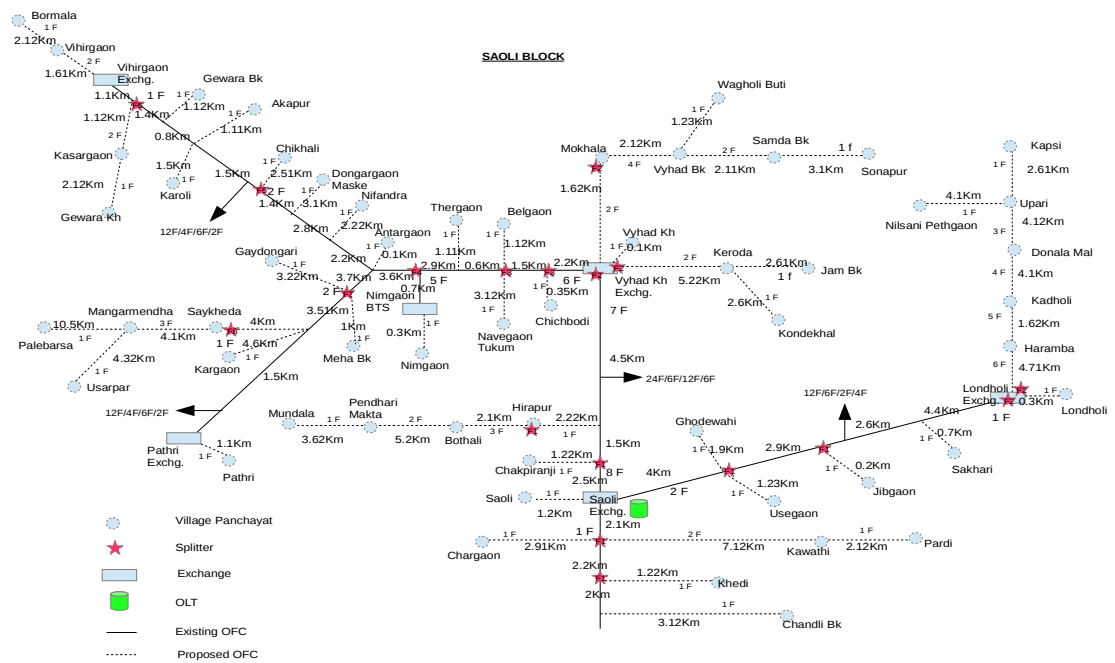 SAOLI BLOCK
Bormala
1 F
2.12Km
Vihirgaon
2 F
1.61Km
Vihirgaon
Exchg.
1.1Km
1 F
1.12Km
1.4Km
2 F
Kasargaon
2.12Km
1 F
Gewara Kh
Gewara Bk
1 F
1.12Km
Akapur
1 F
1.11Km
0.8Km
1.5Km
1 F
Karoli
1.5Km
12F/4F/6F/2F
Chikhali
1 F
2.51Km
2 F
1.4Km
Dongargaon
Maske
1 F
3.1Km
Nifandra
1 F
2.22Km
2.8Km
Antargaon
1 F
0.1Km
2.2Km
Gaydongari
1 F
3.22Km
3.7Km
2 F
3.51Km
1Km
1 F
Meha Bk
3.6Km
2.9Km
0.7Km
5 F
Nimgaon
BTS
0.3Km
1 F
Nimgaon
Thergaon
1 F
1.11Km
0.6Km
Belgaon
1 F
1.12Km
1.5Km
3.12Km
1 F
Navegaon
Tukum
2.2Km
6 F
0.35Km
1 F
Chichbodi
Mangarmendha
Saykheda
10.5Km
1 F
Palebarsa
3 F
4.1Km
4Km
1 F
4.6Km
1 F
Kargaon
4.32Km
1 F
Usarpar
1.5Km
12F/4F/6F/2F
Pathri
Exchg.
1.1Km
1 F
Pathri
Wagholi Buti
1 F
1.23Km
Mokhala
2.12Km
4 F
Vyhad Bk
2 F
2.11Km
Samda Bk
1 f
3.1Km
Sonapur
1.62Km
2 F
Vyhad Kh
1 F
0.1Km
Vyhad Kh
Exchg.
7 F
2 F
5.22Km
Keroda
2.61Km
1 f
Jam Bk
2.6Km
1 F
Kondekhal
4.5Km
24F/6F/12F/6F
Mundala
1 F
3.62Km
Pendhari
Makta
2 F
5.2Km
Bothali
2.1Km
3 F
Hirapur
2.22Km
1 F
1.5Km
1.22Km
1 F
Chakpiranji
8 F
2.5Km
Saoli
1 F
1.2Km
Saoli
Exchg.
4Km
2 F
Ghodewahi
1 F
1.9Km
2.9Km
1.23Km
1 F
Usegaon
12F/6F/2F/4F
2.6Km
0.2Km
1 F
Jibgaon
4.4Km
0.7Km
1 F
Sakhari
Londholi
Exchg.
0.3Km
1 F
1 F
Londholi
Kapsi
1 F
2.61Km
4.1Km
1 F
Nilsani Pethgaon
Upari
4.12Km
3 F
Donala Mal
4 F
4.1Km
Kadholi
5 F
1.62Km
Haramba
6 F
4.71Km
2.1Km
1 F
Chargaon
1 F
2.91Km
2 F
7.12Km
Kawathi
1 F
2.12Km
Pardi
2.2Km
1.22Km
1 F
Khedi
2Km
3.12Km
1 F
Chandli Bk
Village Panchayat
Splitter
Exchange
OLT
Existing OFC
Proposed OFC